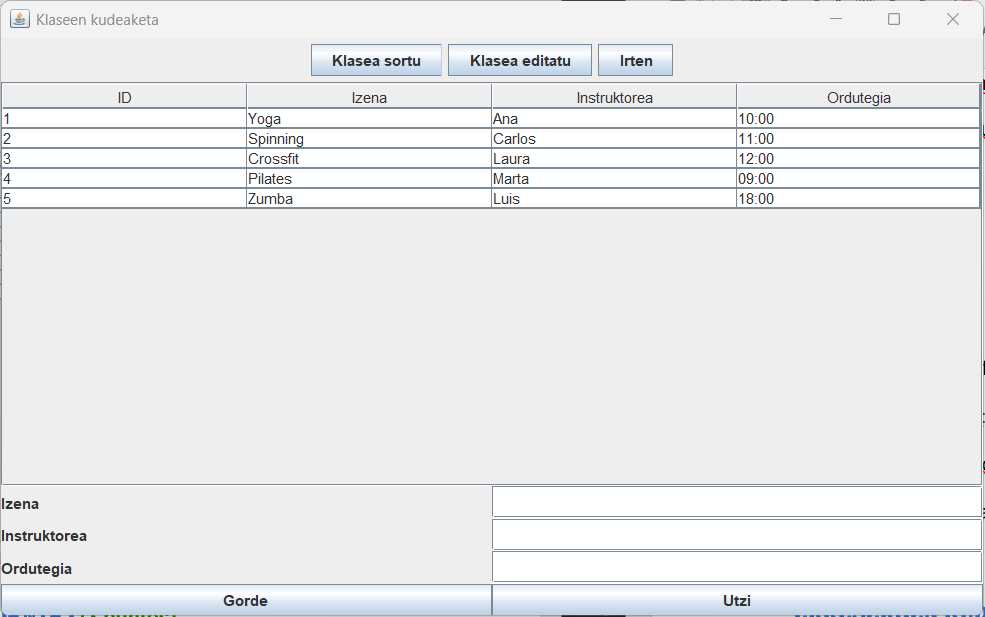 Klaseen kudeaketa
Klasea sortu Klasea editatu Irten
ID Izena Instruktorea Ordutegia
1 Yoga Ana 10:00
2 Spinning Carlos 11:00
3 Crossfit Laura 12:00
4 Pilates Marta 09:00
5 Zumba Luis 18:00
Izena
Instruktorea
Ordutegia
Gorde Utzi